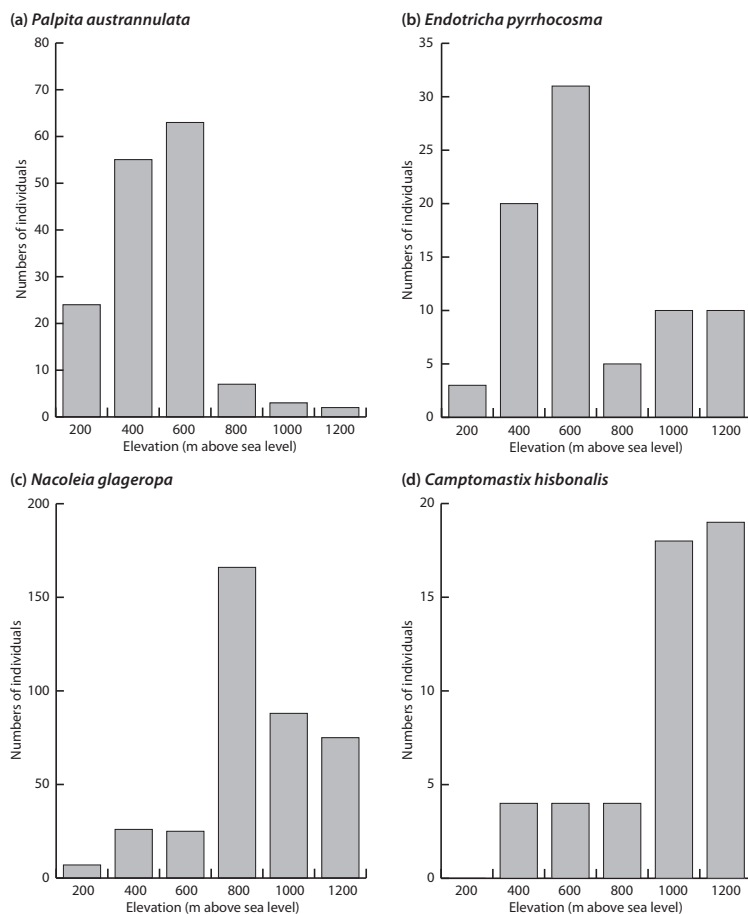 (a) Palpita austrannulata
80
70
60
50
40
30
20
10
0
Numbers of individuals
200 400 600 800 1000 1200
Elevation (m above sea level)
(b) Endotricha pyrrhocosma
35
30
25
20
15
10
5
0
Numbers of individuals
200 400 600 800 1000 1200
Elevation (m above sea level)
(c) Nacoleia glageropa
200
150
100
50
0
Numbers of individuals
200 400 600 800 1000 1200
Elevation (m above sea level)
(d) Camptomastix hisbonalis
20
15
10
5
0
Numbers of individuals
200 400 600 800 1000 1200
Elevation (m above sea level)